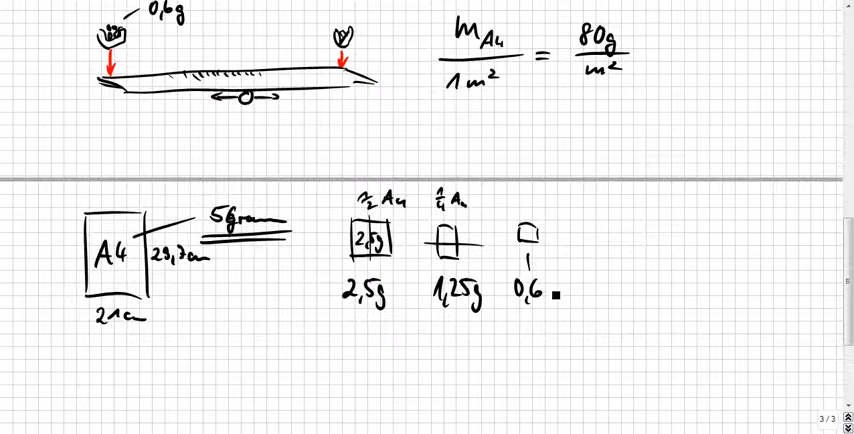 0,6g
m_A4 / 1m² = 80g / m²
A4
5Gramm
29,7cm
21cm
1/2 A4
2,5g
2,5g
1/4 A4
1,25g
0,6
3 / 3